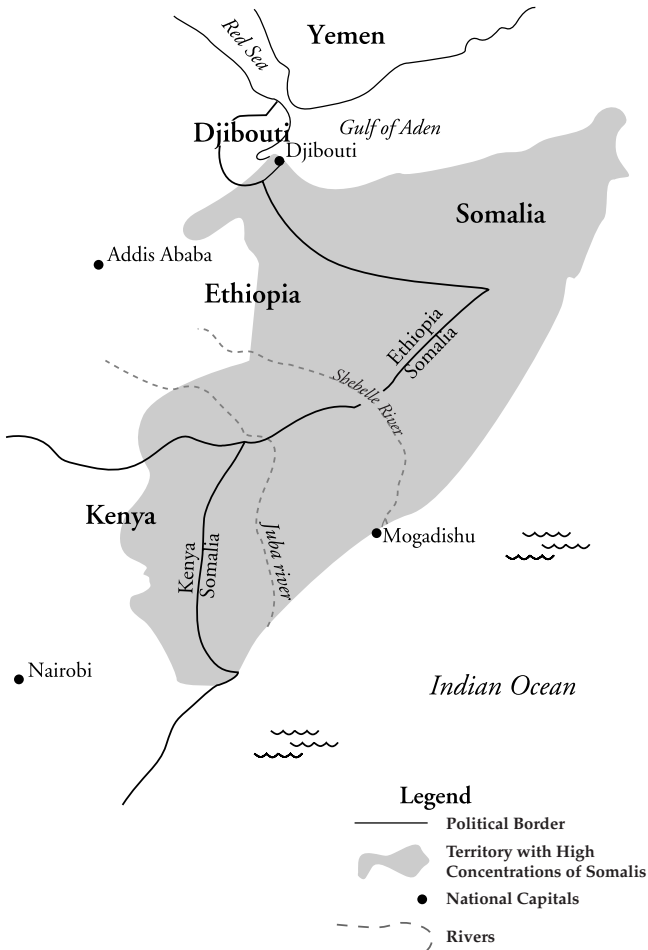 Red Sea
Yemen
Djibouti
Gulf of Aden
Djibouti
Somalia
Addis Ababa
Ethiopia
Ethiopia
Somalia
Shebelle River
Kenya
Mogadishu
Juba river
Kenya
Somalia
Nairobi
Indian Ocean
Legend
Political Border
Territory with High
Concentrations of Somalis
National Capitals
Rivers